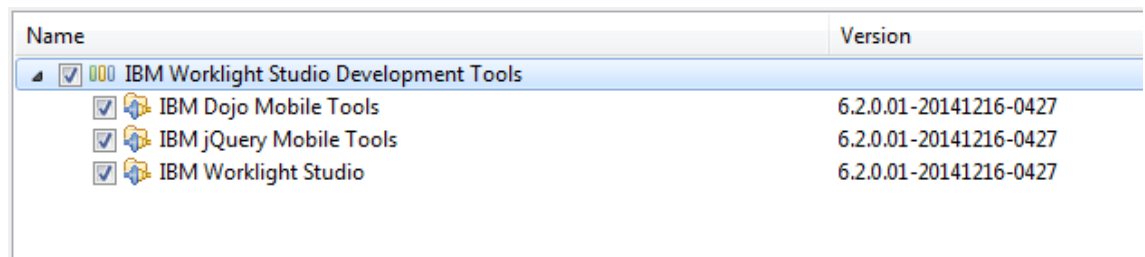 Name Version
IBM Worklight Studio Development Tools
IBM Dojo Mobile Tools 6.2.0.01-20141216-0427
IBM jQuery Mobile Tools 6.2.0.01-20141216-0427
IBM Worklight Studio 6.2.0.01-20141216-0427